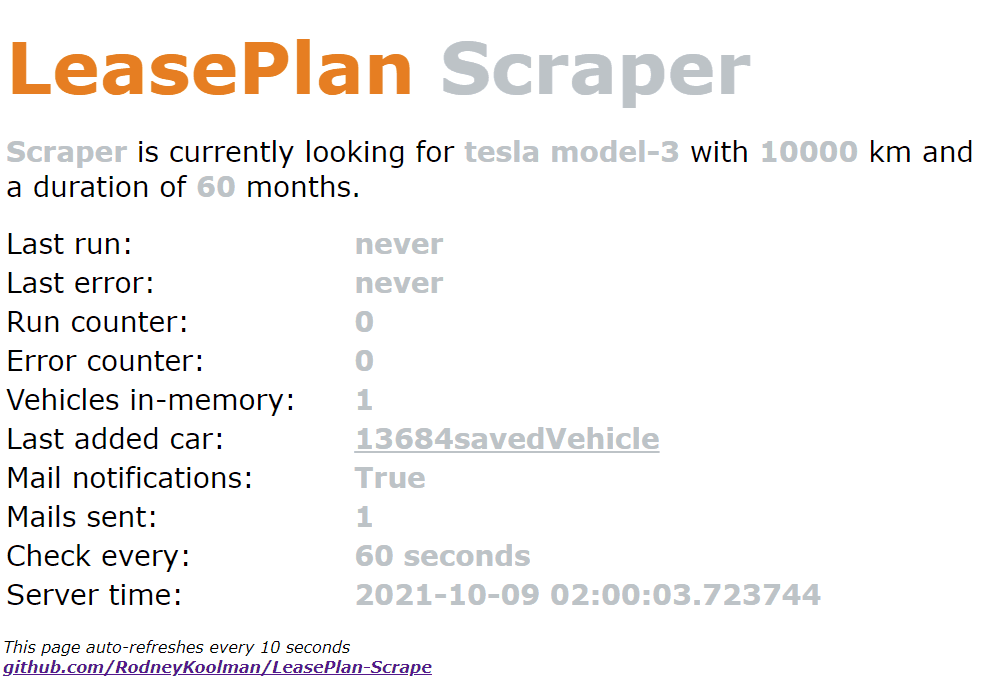 LeasePlan Scraper
Scraper is currently looking for tesla model-3 with 10000 km and
a duration of 60 months.
Last run: never
Last error: never
Run counter: 0
Error counter: 0
Vehicles in-memory: 1
Last added car: 13684savedVehicle
Mail notifications: True
Mails sent: 1
Check every: 60 seconds
Server time: 2021-10-09 02:00:03.723744
This page auto-refreshes every 10 seconds
github.com/RodneyKoolman/LeasePlan-Scrape